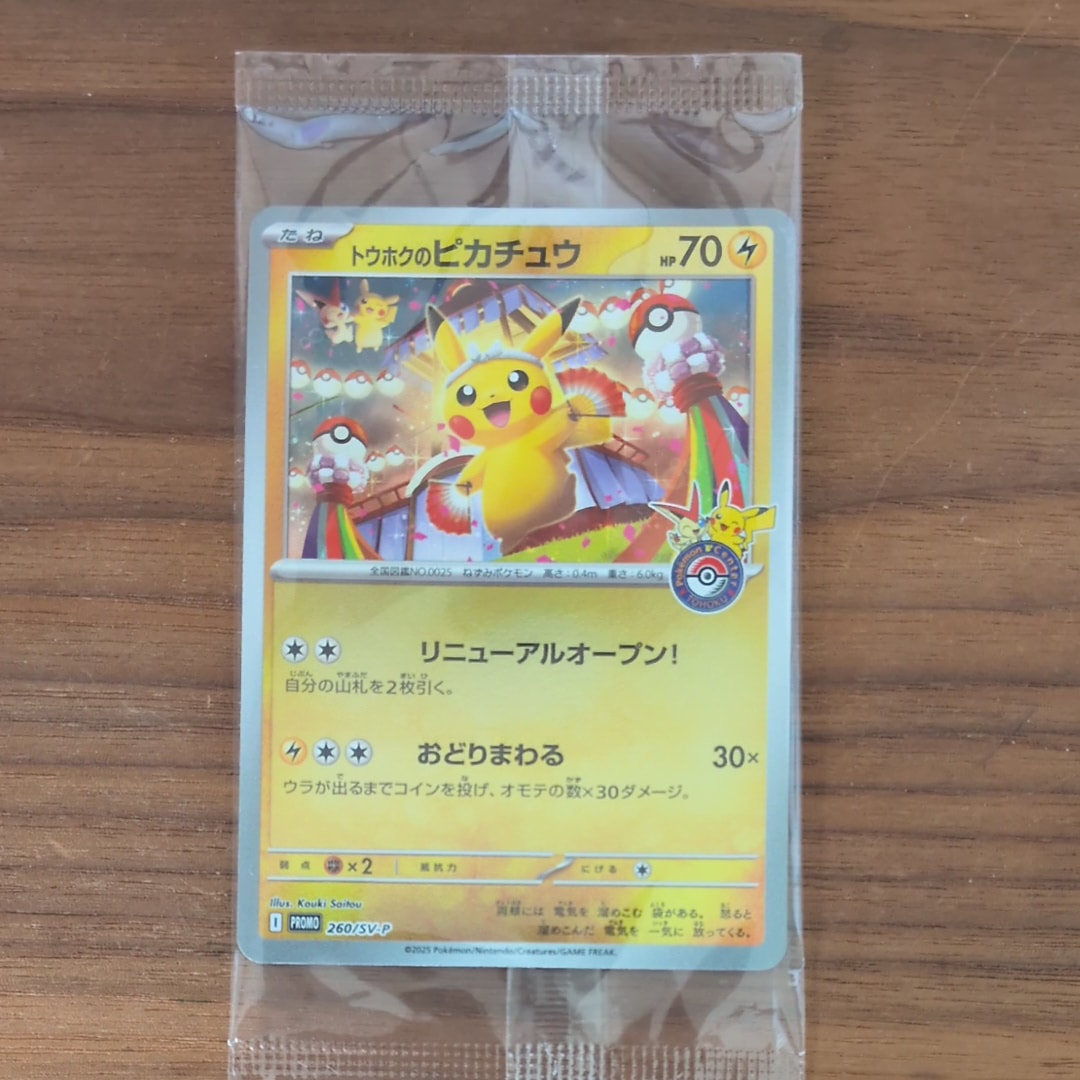 たね
トウホクのピカチュウ HP70
全国図鑑NO.0025 ねずみポケモン 高さ:0.4m 重さ:6.0kg
Pokémon Center
TOHOKU
リニューアルオープン!
自分の山札を2枚引く。
おどりまわる 30×
ウラが出るまでコインを投げ、オモテの数×30ダメージ。
弱点 ×2 抵抗力 にげる
Illus. Kouki Saitou
両頬には 電気を 溜めこむ 袋がある。 怒ると
I PROMO 260/SV-P
溜めこんだ 電気を 一気に 放ってくる。
©2025 Pokémon/Nintendo/Creatures/GAME FREAK.